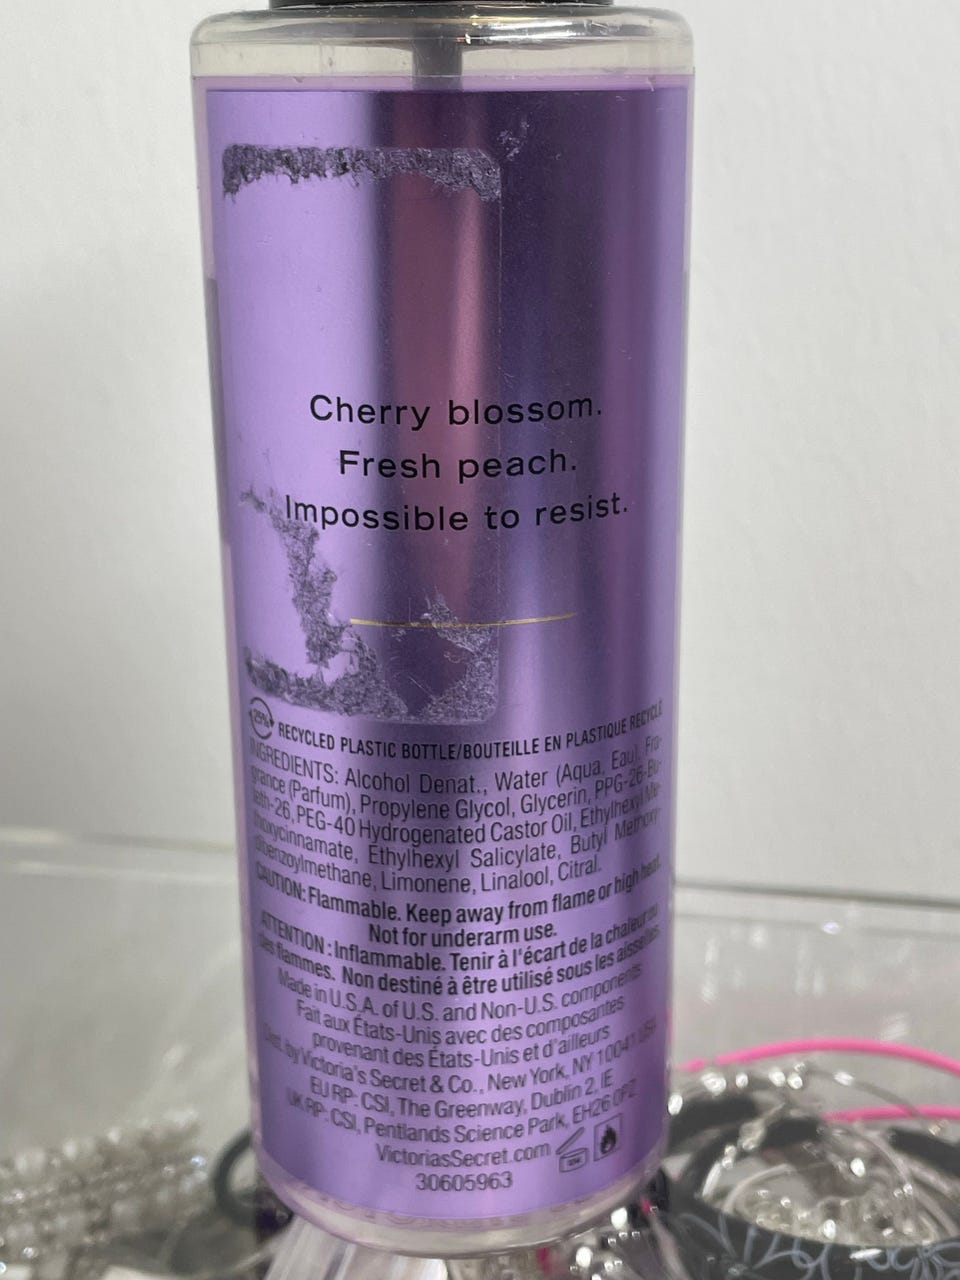 Cherry blossom.
Fresh peach.
Impossible to resist.
25%
RECYCLED PLASTIC BOTTLE/BOUTEILLE EN PLASTIQUE RECYCLÉ
INGREDIENTS: Alcohol Denat., Water (Aqua, Eau), Fra-
grance (Parfum), Propylene Glycol, Glycerin, PPG-26-Bu-
teth-26, PEG-40 Hydrogenated Castor Oil, Ethylhexyl Me-
thoxycinnamate, Ethylhexyl Salicylate, Butyl Methoxy-
dibenzoylmethane, Limonene, Linalool, Citral.
CAUTION: Flammable. Keep away from flame or high heat.
Not for underarm use.
ATTENTION : Inflammable. Tenir à l'écart de la chaleur ou
des flammes. Non destiné à être utilisé sous les aisselles.
Made in U.S.A. of U.S. and Non-U.S. components
Fait aux États-Unis avec des composantes
provenant des États-Unis et d'ailleurs
Dist. by Victoria's Secret & Co., New York, NY 10041 USA
EU RP: CSI, The Greenway, Dublin 2, IE
UK RP: CSI, Pentlands Science Park, EH26 0PZ
VictoriasSecret.com
30605963